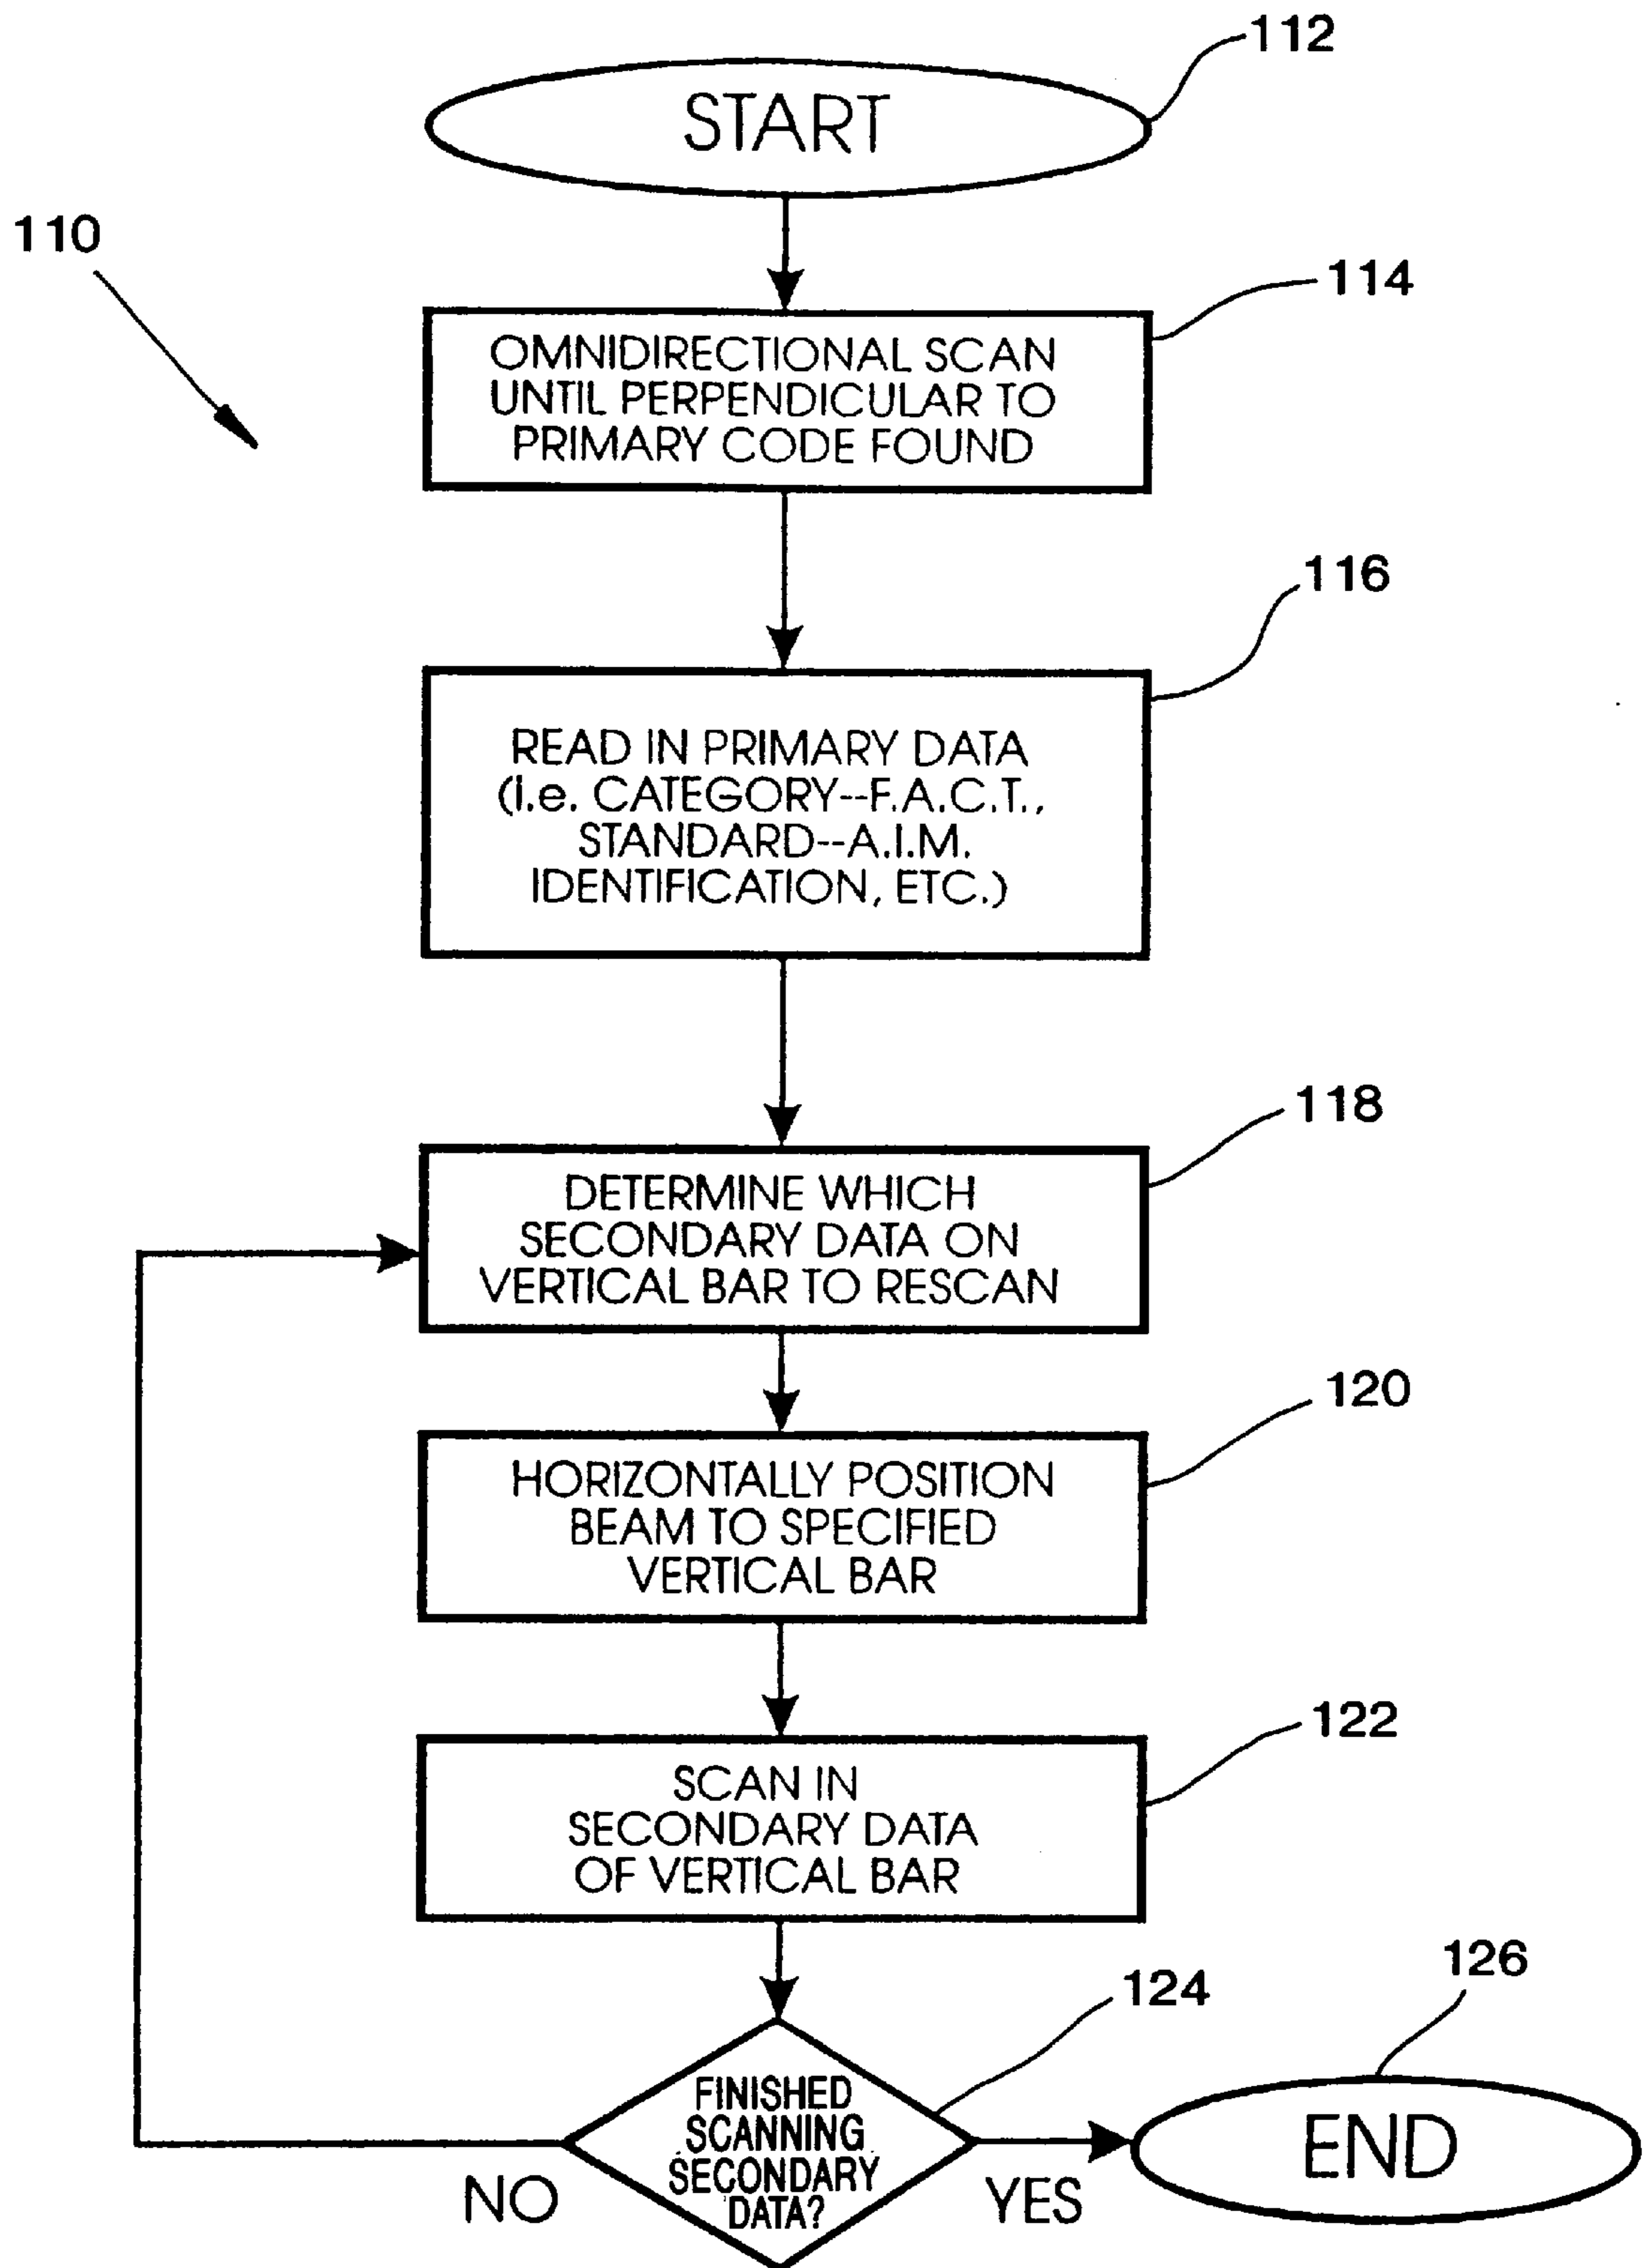 112
START
110
114
OMNIDIRECTIONAL SCAN
UNTIL PERPENDICULAR TO
PRIMARY CODE FOUND
116
READ IN PRIMARY DATA
(i.e. CATEGORY--F.A.C.T.,
STANDARD--A.I.M.
IDENTIFICATION, ETC.)
118
DETERMINE WHICH
SECONDARY DATA ON
VERTICAL BAR TO RESCAN
120
HORIZONTALLY POSITION
BEAM TO SPECIFIED
VERTICAL BAR
122
SCAN IN
SECONDARY DATA
OF VERTICAL BAR
124
126
FINISHED
SCANNING
SECONDARY
DATA?
NO
YES
END